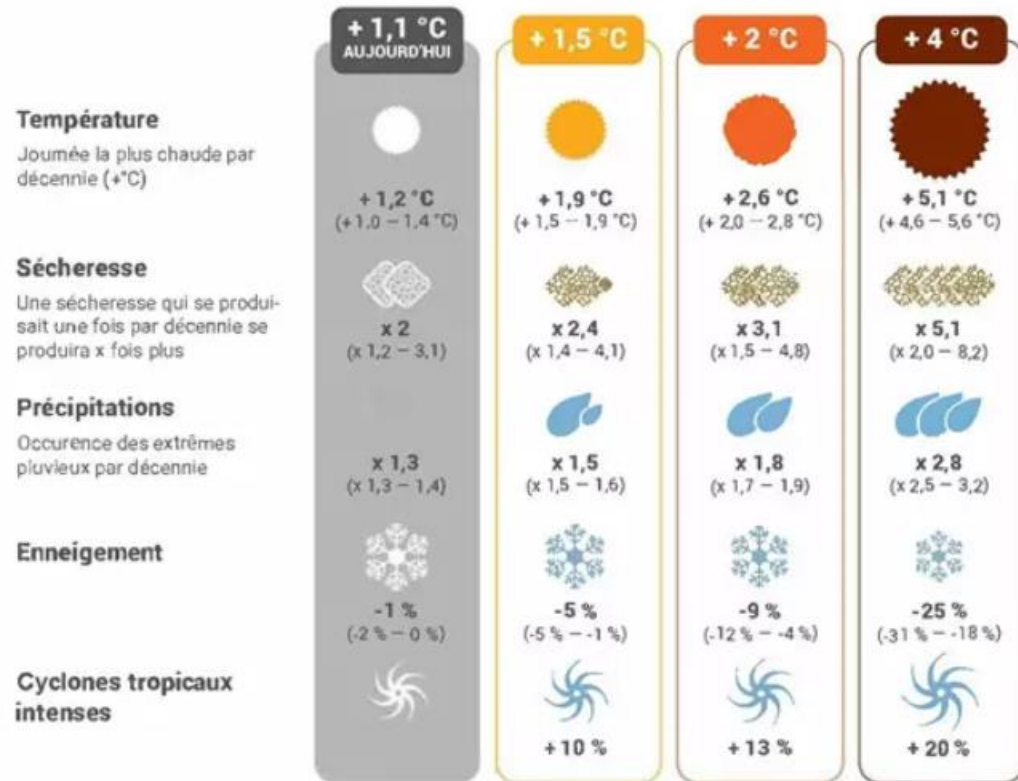 + 1,1 °C
AUJOURD'HUI
+ 1,5 °C
+ 2 °C
+ 4 °C
Température
Journée la plus chaude par
décennie (+°C)
+ 1,2 °C
(+ 1,0 – 1,4 °C)
+ 1,9 °C
(+ 1,5 – 1,9 °C)
+ 2,6 °C
(+ 2,0 – 2,8 °C)
+ 5,1 °C
(+ 4,6 – 5,6 °C)
Sécheresse
Une sécheresse qui se produi-
sait une fois par décennie se
produira x fois plus
x 2
(x 1,2 – 3,1)
x 2,4
(x 1,4 – 4,1)
x 3,1
(x 1,5 – 4,8)
x 5,1
(x 2,0 – 8,2)
Précipitations
Occurence des extrêmes
pluvieux par décennie
x 1,3
(x 1,3 – 1,4)
x 1,5
(x 1,5 – 1,6)
x 1,8
(x 1,7 – 1,9)
x 2,8
(x 2,5 – 3,2)
Enneigement
-1 %
(-2 % – 0 %)
-5 %
(-5 % – -1 %)
-9 %
(-12 % – -4 %)
-25 %
(-31 % – -18 %)
Cyclones tropicaux
intenses
+ 10 %
+ 13 %
+ 20 %